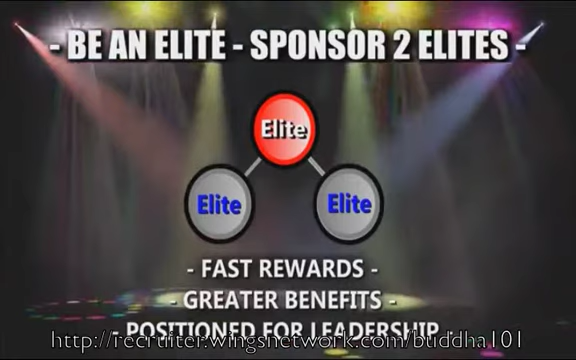 - BE AN ELITE - SPONSOR 2 ELITES -
Elite
Elite Elite
- FAST REWARDS -
- GREATER BENEFITS -
- POSITIONED FOR LEADERSHIP -
http://recruiter.wingsnetwork.com/buddha101